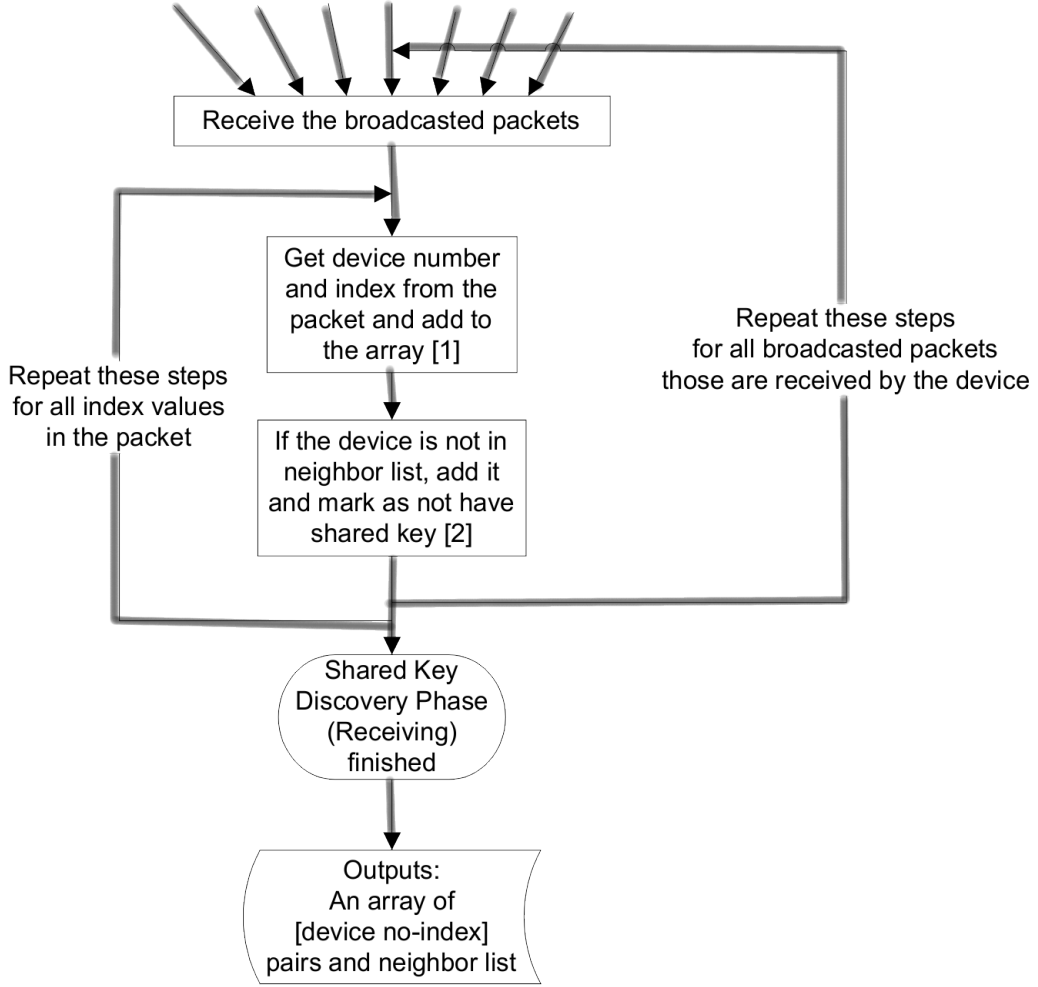 Receive the broadcasted packets
Get device number
and index from the
packet and add to
the array [1]
Repeat these steps
for all broadcasted packets
those are received by the device
Repeat these steps
for all index values
in the packet
If the device is not in
neighbor list, add it
and mark as not have
shared key [2]
Shared Key
Discovery Phase
(Receiving)
finished
Outputs:
An array of
[device no-index]
pairs and neighbor list